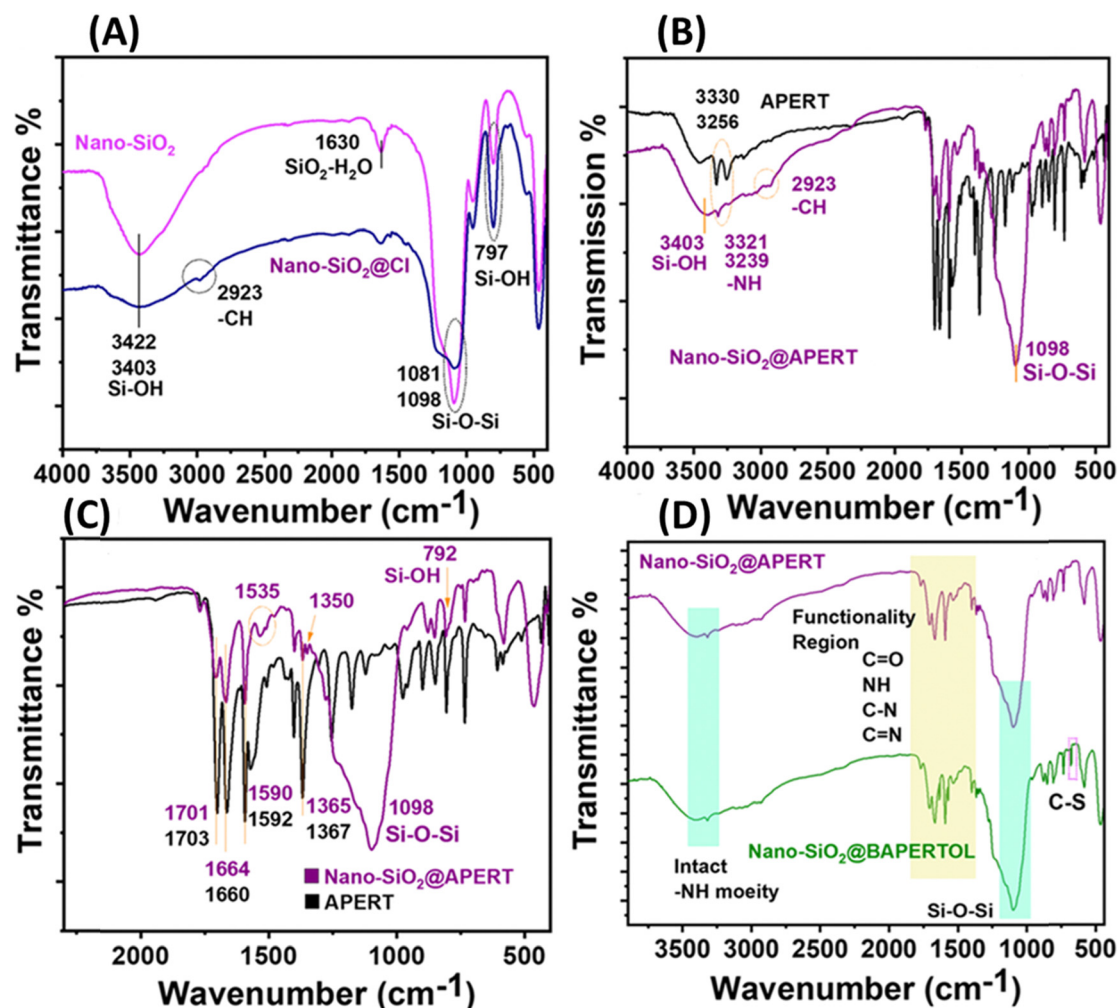 (A)
Transmittance %
Nano-SiO2
1630
SiO2-H2O
Nano-SiO2@Cl
2923
-CH
797
Si-OH
3422
3403
Si-OH
1081
1098
Si-O-Si
4000 3500 3000 2500 2000 1500 1000 500
Wavenumber (cm-1)
(B)
Transmission %
3330
3256
APERT
2923
-CH
3403
Si-OH
3321
3239
-NH
Nano-SiO2@APERT
1098
Si-O-Si
4000 3500 3000 2500 2000 1500 1000 500
Wavenumber (cm-1)
(C)
Transmittance %
792
Si-OH
1535
1350
1701
1703
1590
1592
1365
1367
1098
Si-O-Si
1664
1660
Nano-SiO2@APERT
APERT
2000 1500 1000 500
Wavenumber (cm-1)
(D)
Transmittance %
Nano-SiO2@APERT
Functionality
Region
C=O
NH
C-N
C=N
C-S
Nano-SiO2@BAPERTOL
Intact
-NH moeity
Si-O-Si
3500 3000 2500 2000 1500 1000 500
Wavenumber (cm-1)